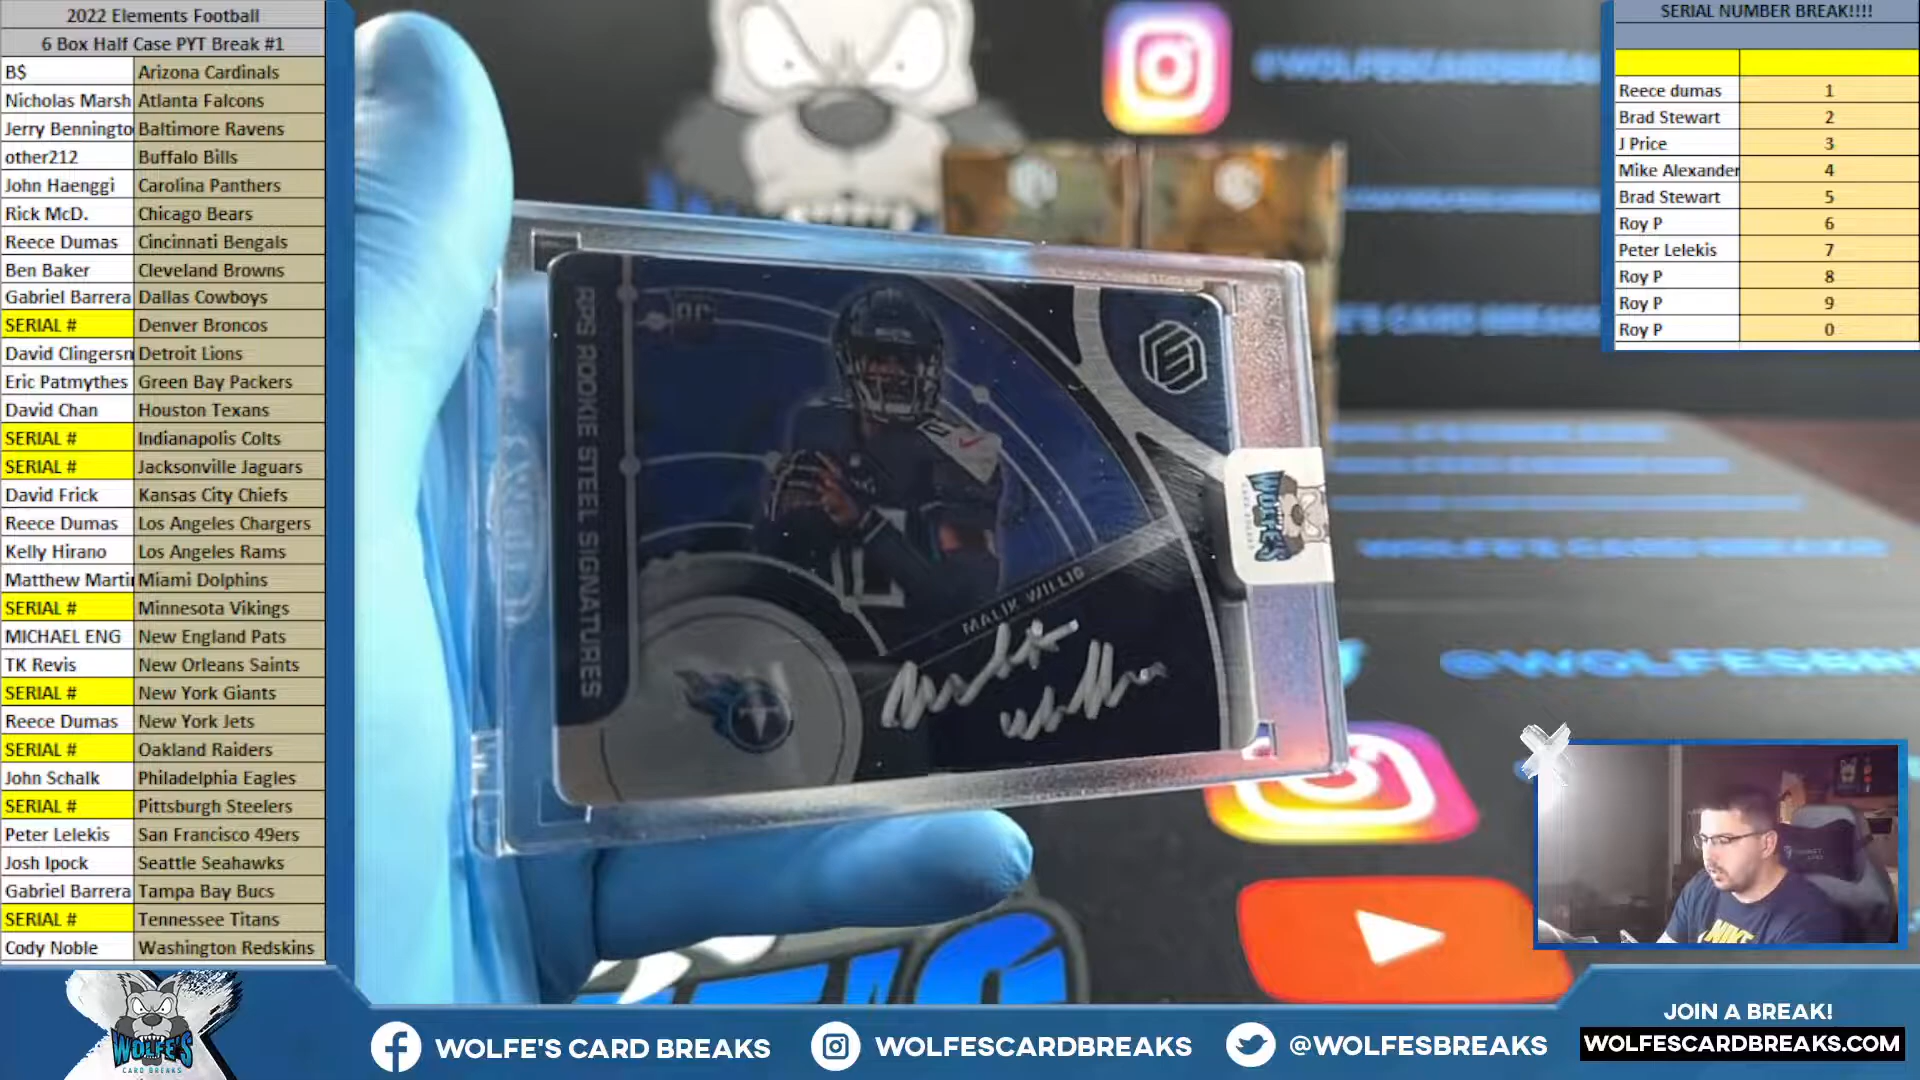 2022 Elements Football
6 Box Half Case PYT Break #1
B$ Arizona Cardinals
Nicholas Marsh Atlanta Falcons
Jerry Benningto Baltimore Ravens
other212 Buffalo Bills
John Haenggi Carolina Panthers
Rick McD. Chicago Bears
Reece Dumas Cincinnati Bengals
Ben Baker Cleveland Browns
Gabriel Barrera Dallas Cowboys
SERIAL # Denver Broncos
David Clingersn Detroit Lions
Eric Patmythes Green Bay Packers
David Chan Houston Texans
SERIAL # Indianapolis Colts
SERIAL # Jacksonville Jaguars
David Frick Kansas City Chiefs
Reece Dumas Los Angeles Chargers
Kelly Hirano Los Angeles Rams
Matthew Marti Miami Dolphins
SERIAL # Minnesota Vikings
MICHAEL ENG New England Pats
TK Revis New Orleans Saints
SERIAL # New York Giants
Reece Dumas New York Jets
SERIAL # Oakland Raiders
John Schalk Philadelphia Eagles
SERIAL # Pittsburgh Steelers
Peter Lelekis San Francisco 49ers
Josh Ipock Seattle Seahawks
Gabriel Barrera Tampa Bay Bucs
SERIAL # Tennessee Titans
Cody Noble Washington Redskins
SERIAL NUMBER BREAK!!!!
Reece dumas 1
Brad Stewart 2
J Price 3
Mike Alexander 4
Brad Stewart 5
Roy P 6
Peter Lelekis 7
Roy P 8
Roy P 9
Roy P 0
RPS ROOKIE STEEL SIGNATURES
RC
MALIK WILLIS
WOLFE'S
NIKE
WOLFE'S
CARD BREAKS
WOLFE'S CARD BREAKS
WOLFESCARDBREAKS
@WOLFESBREAKS
JOIN A BREAK!
WOLFESCARDBREAKS.COM